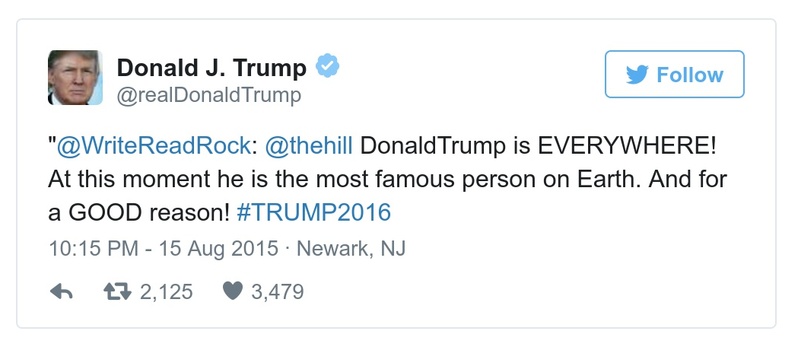 Donald J. Trump
@realDonaldTrump
Follow
"@WriteReadRock: @thehill DonaldTrump is EVERYWHERE!
At this moment he is the most famous person on Earth. And for
a GOOD reason! #TRUMP2016
10:15 PM - 15 Aug 2015 · Newark, NJ
2,125 3,479